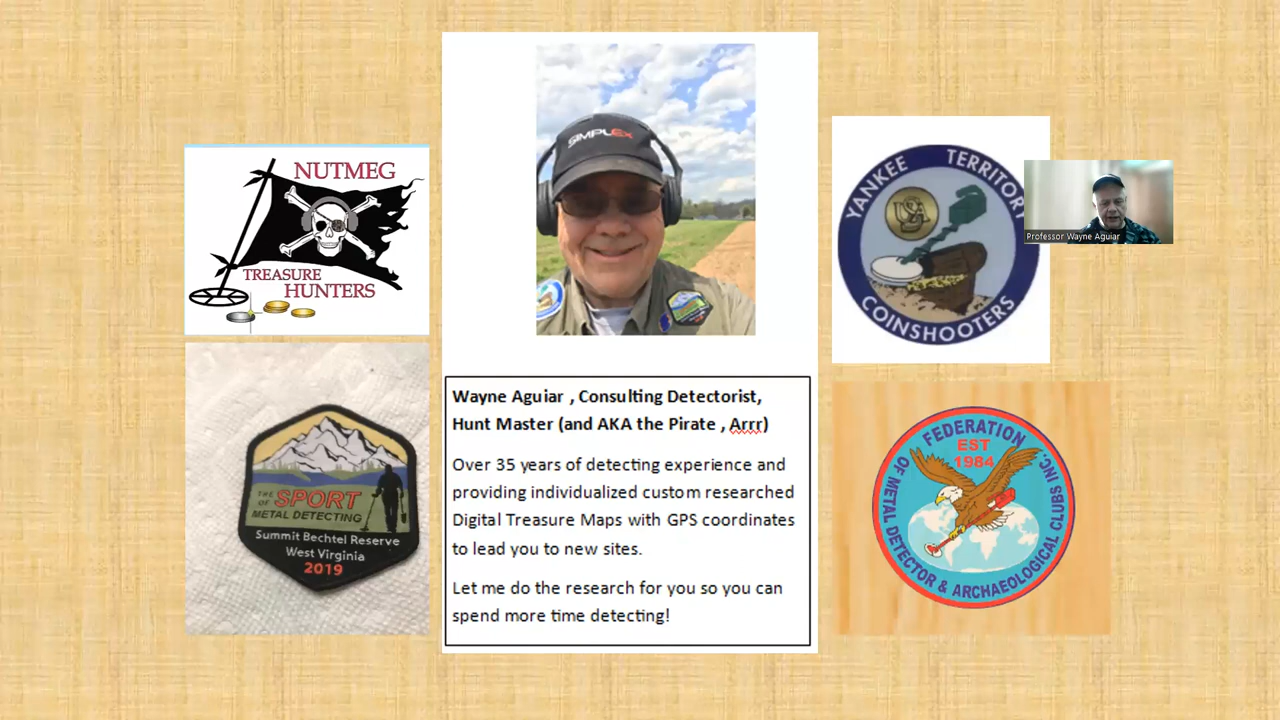 NUTMEG
TREASURE
HUNTERS
SIMPLEX
YANKEE TERRITORY
COINSHOOTERS
Professor Wayne Aguiar
THE SPORT
OF
METAL DETECTING
Summit Bechtel Reserve
West Virginia
2019
Wayne Aguiar , Consulting Detectorist,
Hunt Master (and AKA the Pirate , Arrr)
Over 35 years of detecting experience and
providing individualized custom researched
Digital Treasure Maps with GPS coordinates
to lead you to new sites.
Let me do the research for you so you can
spend more time detecting!
FEDERATION
EST
1984
OF METAL DETECTOR & ARCHAEOLOGICAL CLUBS INC.